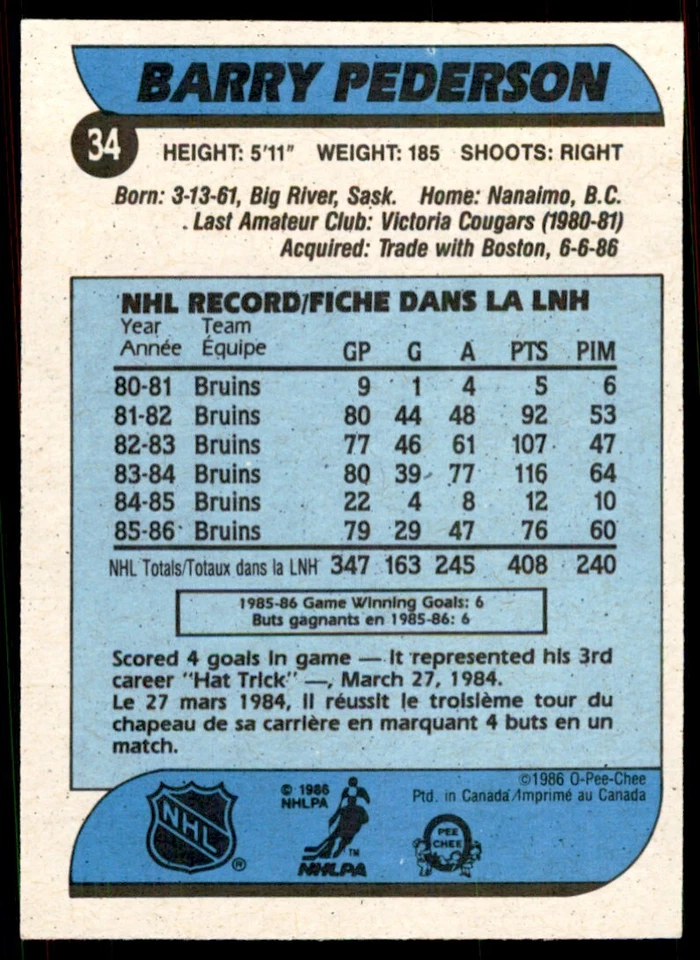 BARRY PEDERSON
34
HEIGHT: 5'11" WEIGHT: 185 SHOOTS: RIGHT
Born: 3-13-61, Big River, Sask. Home: Nanaimo, B.C.
Last Amateur Club: Victoria Cougars (1980-81)
Acquired: Trade with Boston, 6-6-86
NHL RECORD/FICHE DANS LA LNH
Year Team
Année Équipe GP G A PTS PIM
80-81 Bruins 9 1 4 5 6
81-82 Bruins 80 44 48 92 53
82-83 Bruins 77 46 61 107 47
83-84 Bruins 80 39 77 116 64
84-85 Bruins 22 4 8 12 10
85-86 Bruins 79 29 47 76 60
NHL Totals/Totaux dans la LNH 347 163 245 408 240
1985-86 Game Winning Goals: 6
Buts gagnants en 1985-86: 6
Scored 4 goals in game — It represented his 3rd
career "Hat Trick" —, March 27, 1984.
Le 27 mars 1984, il réussit le troisième tour du
chapeau de sa carrière en marquant 4 buts en un
match.
©1986 O-Pee-Chee
Ptd. in Canada/Imprimé au Canada
© 1986
NHLPA
NHL
®
TM
NHLPA
O
PEE
CHEE